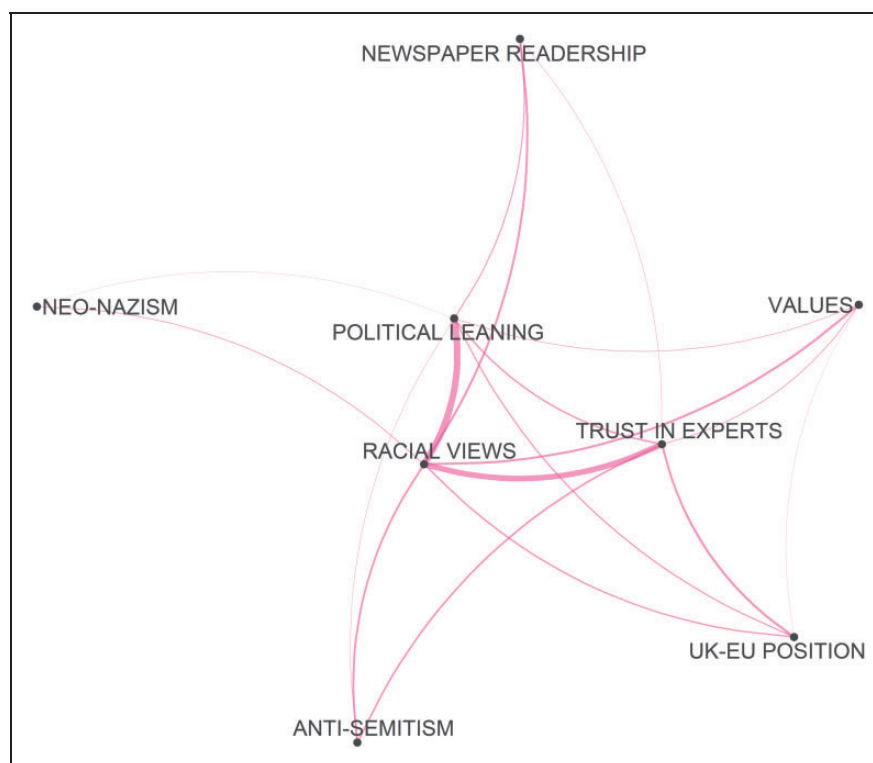 NEWSPAPER READERSHIP
NEO-NAZISM
VALUES
POLITICAL LEANING
TRUST IN EXPERTS
RACIAL VIEWS
UK-EU POSITION
ANTI-SEMITISM